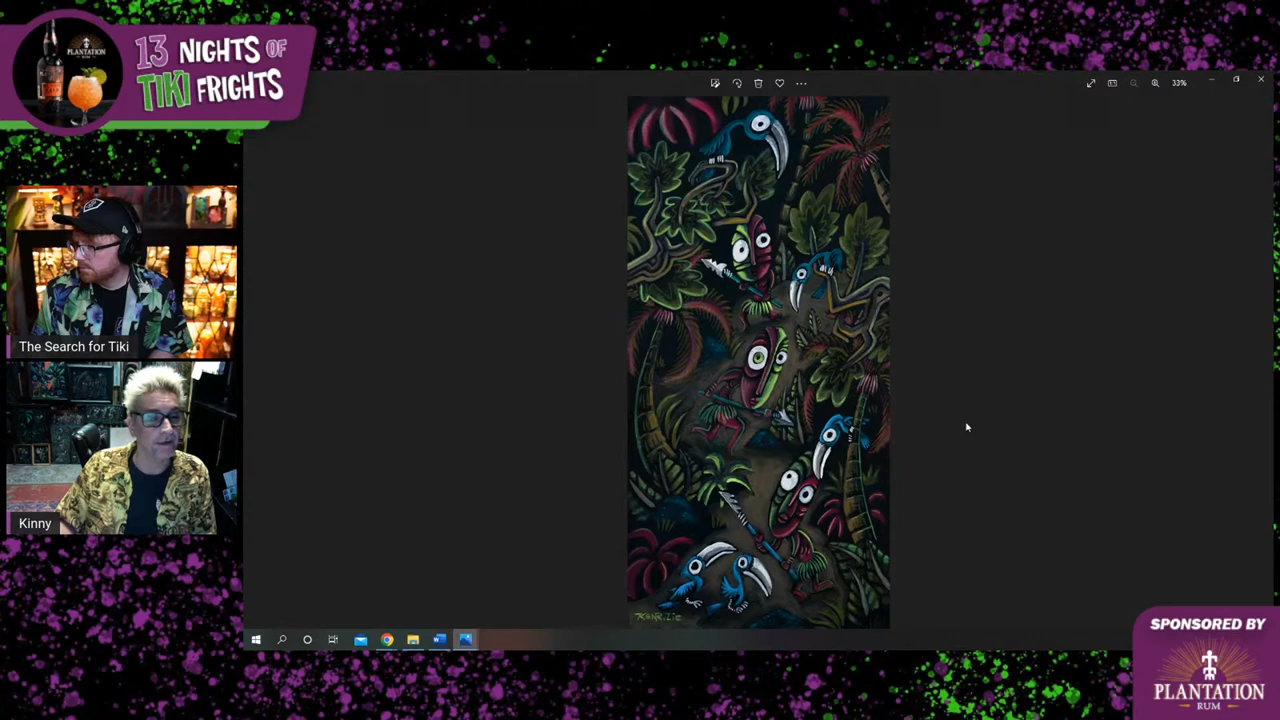 PLANTATION
13 NIGHTS OF
TIKI FRIGHTS
33%
The Search for Tiki
Kinny
SPONSORED BY
PLANTATION
RUM